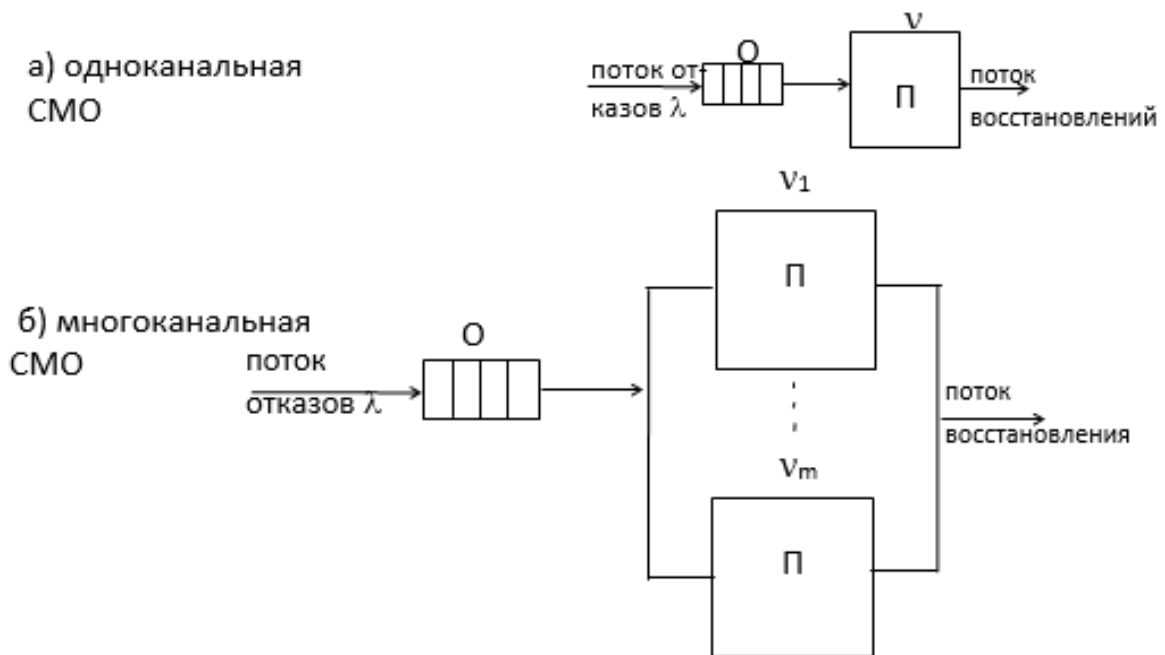 ν
а) одноканальная
СМО
О
поток от-
казов λ
П
поток
восстановлений
ν1
П
б) многоканальная
СМО
О
поток
отказов λ
поток
восстановления
νm
П